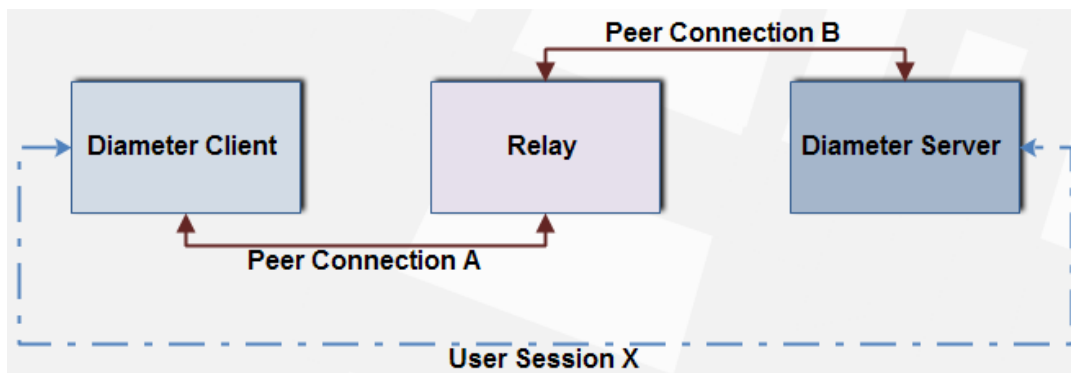 Peer Connection B
Diameter Client
Relay
Diameter Server
Peer Connection A
User Session X